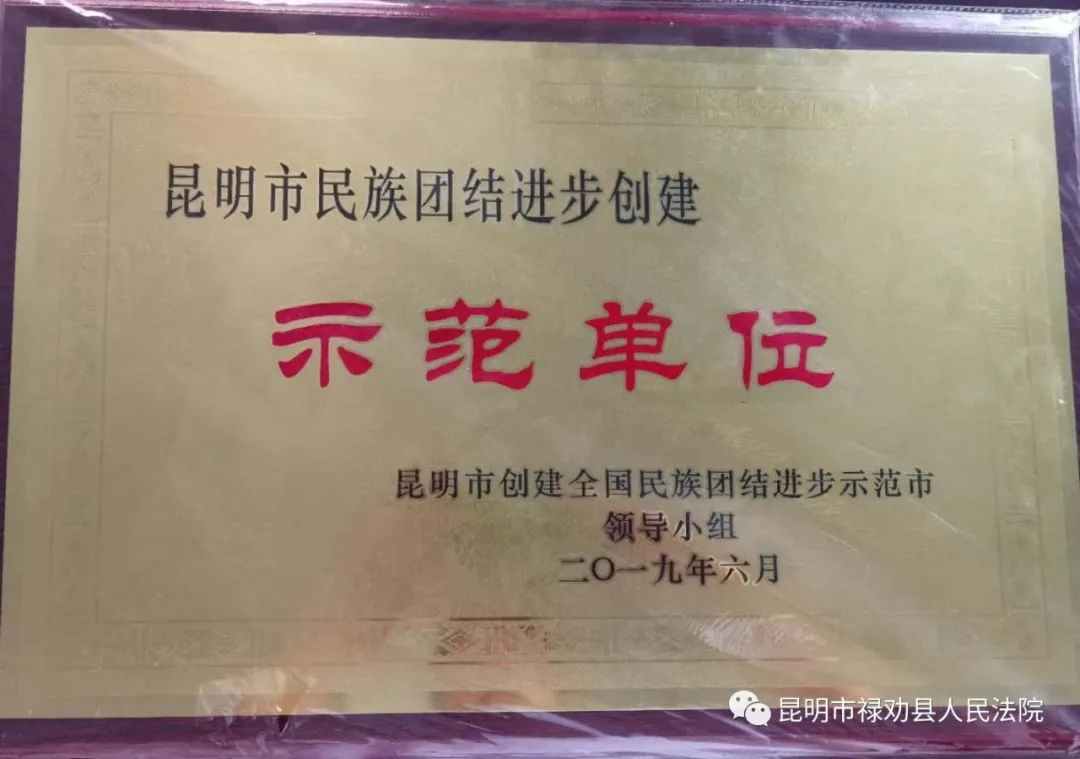 昆明市民族团结进步创建
示范单位
昆明市创建全国民族团结进步示范市
领导小组
二〇一九年六月
昆明市禄劝县人民法院